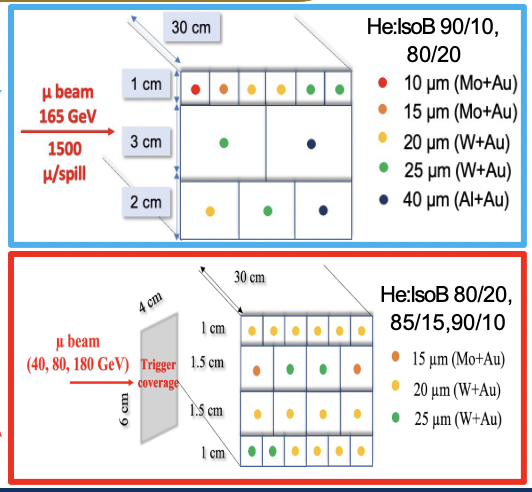 30 cm
He:IsoB 90/10,
80/20
1 cm
μ beam
165 GeV
1500
μ/spill
3 cm
2 cm
10 μm (Mo+Au)
15 μm (Mo+Au)
20 μm (W+Au)
25 μm (W+Au)
40 μm (Al+Au)
30 cm
He:IsoB 80/20,
85/15,90/10
4 cm
μ beam
(40, 80, 180 GeV)
Trigger
coverage
6 cm
1 cm
1.5 cm
1.5 cm
1 cm
15 μm (Mo+Au)
20 μm (W+Au)
25 μm (W+Au)